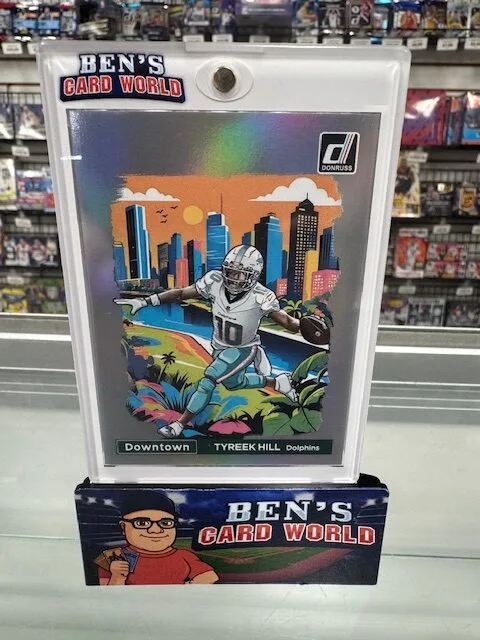 BEN'S
CARD WORLD
d
DONRUSS
10
Downtown TYREEK HILL Dolphins
BEN'S
CARD WORLD